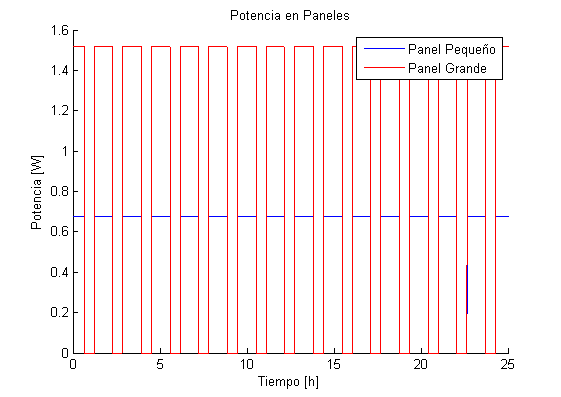 Potencia en Paneles
Panel Pequeño
Panel Grande
Potencia [W]
1.6
1.4
1.2
1
0.8
0.6
0.4
0.2
0
0 5 10 15 20 25
Tiempo [h]